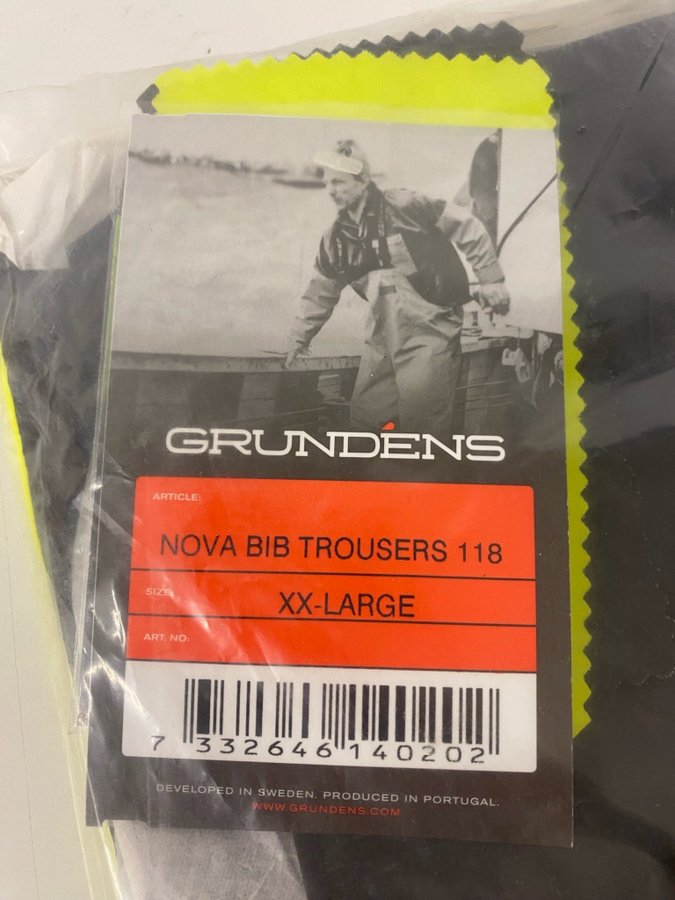 GRUNDÉNS
ARTICLE:
NOVA BIB TROUSERS 118
SIZE:
XX-LARGE
ART. NO:
7 332646 140202
DEVELOPED IN SWEDEN. PRODUCED IN PORTUGAL.
WWW.GRUNDENS.COM